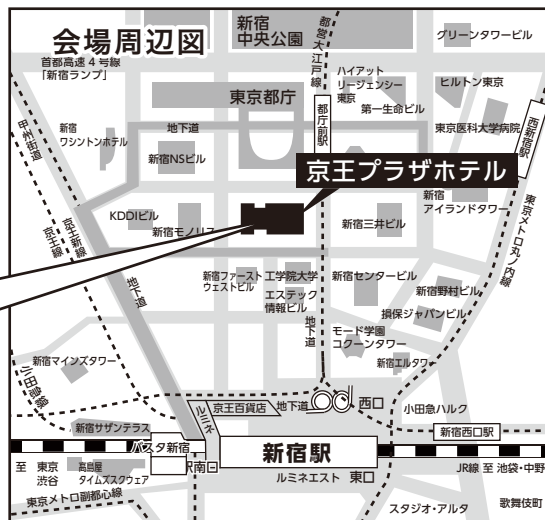 会場周辺図
新宿
中央公園
都営大江戸線
グリーンタワービル
首都高速4号線
「新宿ランプ」
ハイアット
リージェンシー
東京
ヒルトン東京
東京都庁
都庁前駅
第一生命ビル
西新宿駅
甲州街道
新宿
ワシントンホテル
地下道
東京医科大学病院
新宿NSビル
京王プラザホテル
新宿
アイランドタワー
KDDIビル
新宿モノリス
新宿三井ビル
東京メトロ丸ノ内線
京王新線
京王線
地下道
新宿ファースト
ウェストビル
工学院大学
新宿センタービル
エステック
情報ビル
新宿野村ビル
地下道
損保ジャパンビル
モード学園
コクーンタワー
新宿マインズタワー
新宿エルタワー
小田急線
ルミネ
京王百貨店
地下道
西口
小田急ハルク
新宿サザンテラス
新宿西口駅
バスタ新宿
新宿駅
至 東京
渋谷
高島屋
タイムズスクウェア
駅南口
ルミネエスト
東口
JR線 至 池袋・中野
東京メトロ副都心線
スタジオ・アルタ
歌舞伎町